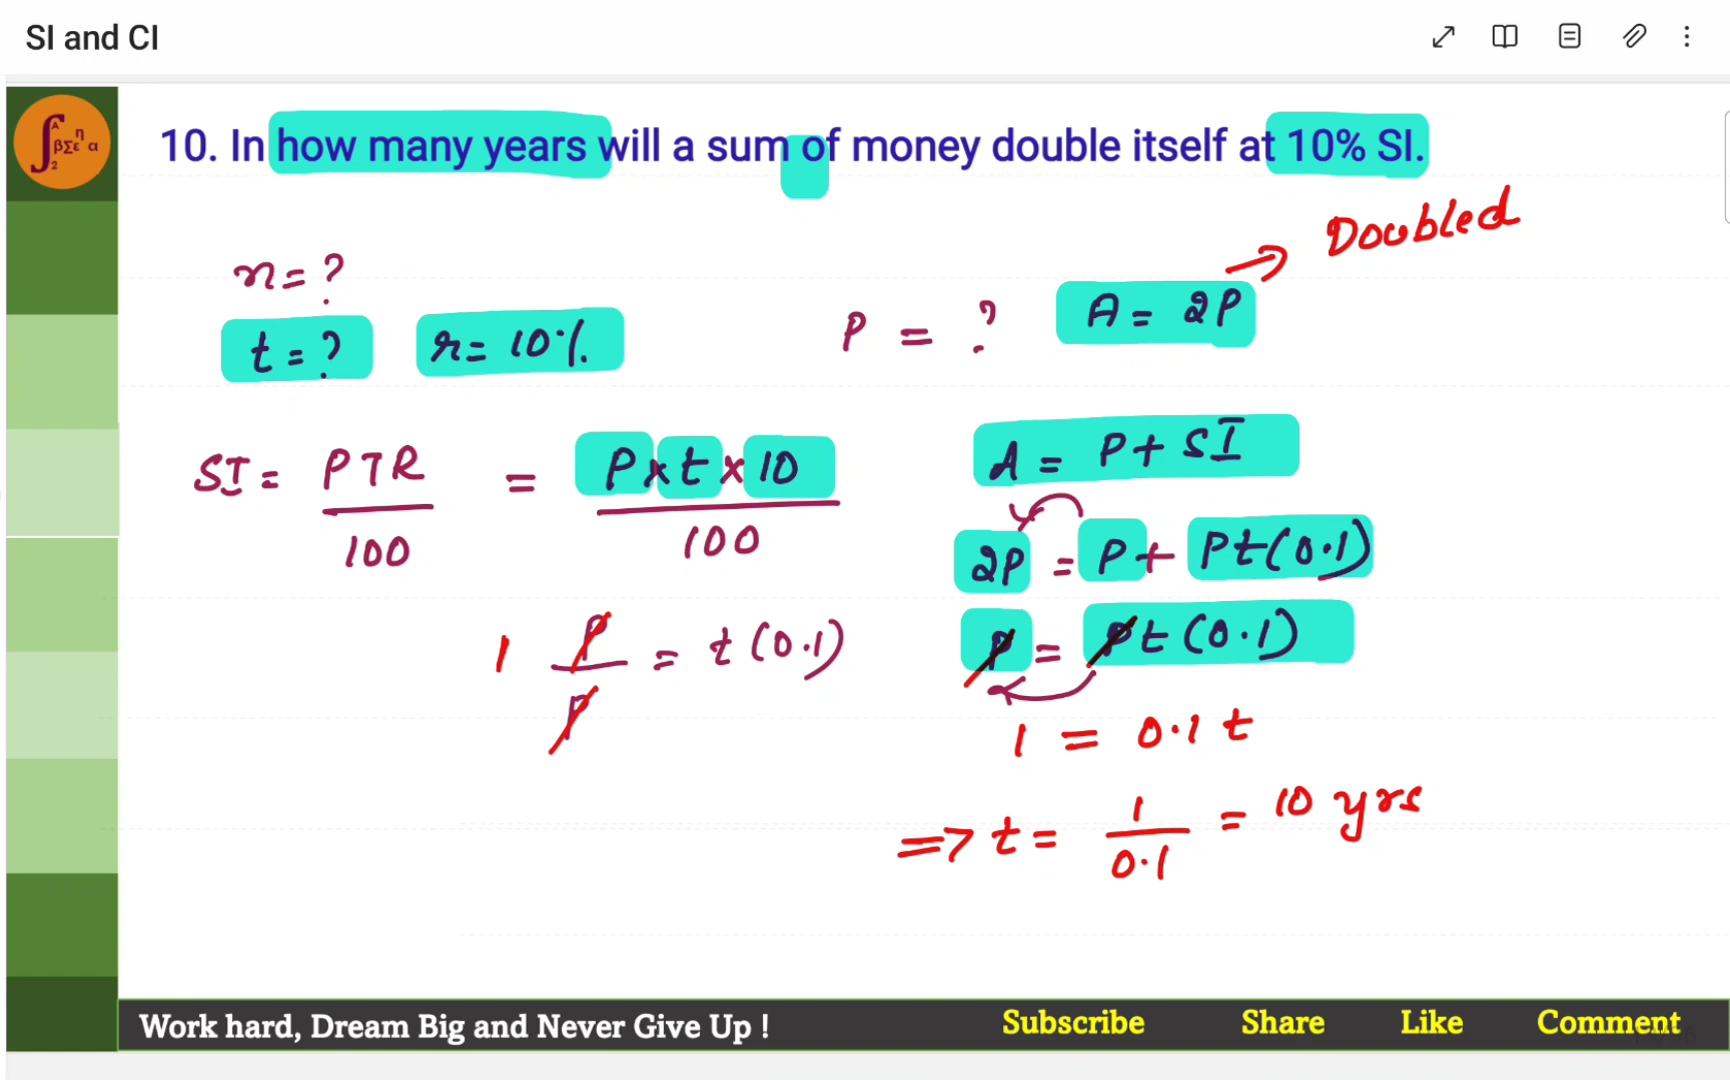 SI and CI
10. In how many years will a sum of money double itself at 10% SI.
Doubled
n = ?
t = ? r = 10%
P = ? A = 2P
SI = PTR / 100 = P x t x 10 / 100
A = P + SI
2P = P + Pt(0.1)
P = Pt(0.1)
1 P / P = t(0.1)
1 = 0.1 t
=> t = 1 / 0.1 = 10 yrs
Work hard, Dream Big and Never Give Up !
Subscribe Share Like Comment